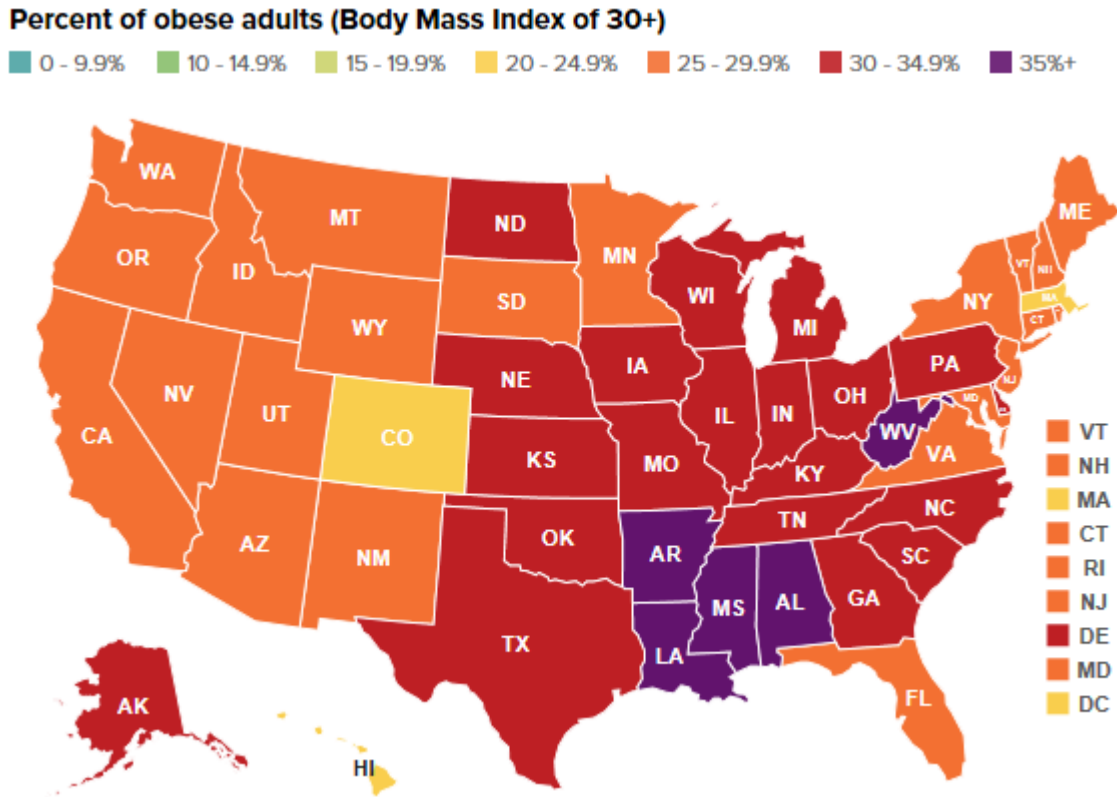 Percent of obese adults (Body Mass Index of 30+)
0 - 9.9% 10 - 14.9% 15 - 19.9% 20 - 24.9% 25 - 29.9% 30 - 34.9% 35%+
WA
MT
ND
ME
OR
ID
MN
VT
NH
SD
WI
NY
MA
WY
MI
CT
IA
PA
NE
NJ
NV
UT
OH
MD
CO
IL
IN
CA
WV
VA
VT
KS
MO
KY
NH
MA
NC
TN
CT
AZ
NM
OK
AR
SC
RI
MS
AL
GA
NJ
TX
LA
DE
MD
FL
DC
AK
HI